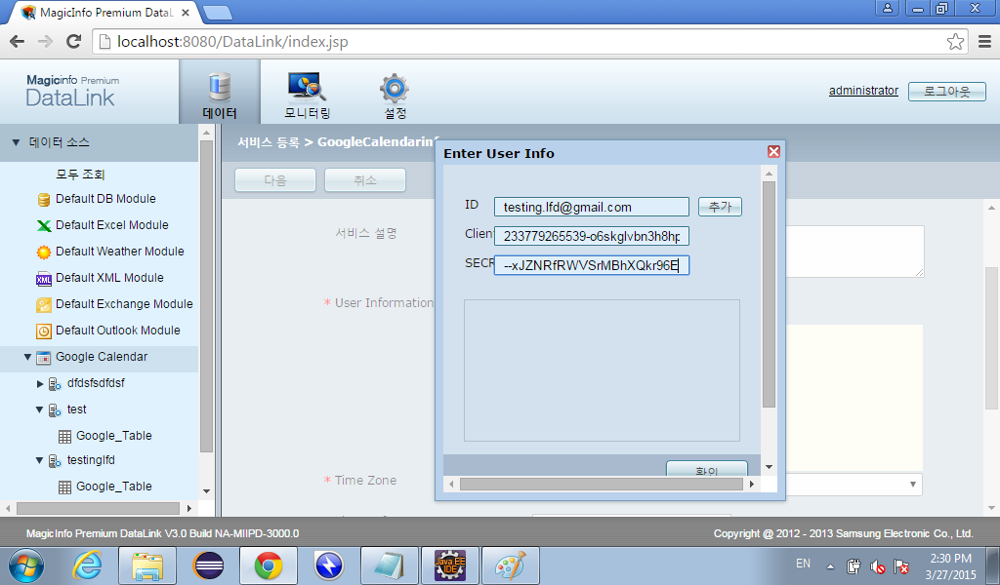 MagicInfo Premium DataL
localhost:8080/DataLink/index.jsp
MagicInfo Premium
DataLink
데이터
모니터링
설정
administrator
로그아웃
데이터 소스
모두 조회
Default DB Module
Default Excel Module
Default Weather Module
XML
Default XML Module
Default Exchange Module
Default Outlook Module
Google Calendar
dfdsfsdfdsf
test
Google_Table
testinglfd
Google_Table
서비스 등록 > GoogleCalendarinf
다음
취소
서비스 설명
* User Information
* Time Zone
Enter User Info
ID
testing.lfd@gmail.com
추가
Clien
233779265539-o6skglvbn3h8hp
SECR
--xJZNRfRWVSrMBhXQkr96E
확인
MagicInfo Premium DataLink V3.0 Build NA-MIIPD-3000.0
Copyright @ 2012 - 2013 Samsung Electronic Co., Ltd.
Java EE
IDE
EN
2:30 PM
3/27/2015